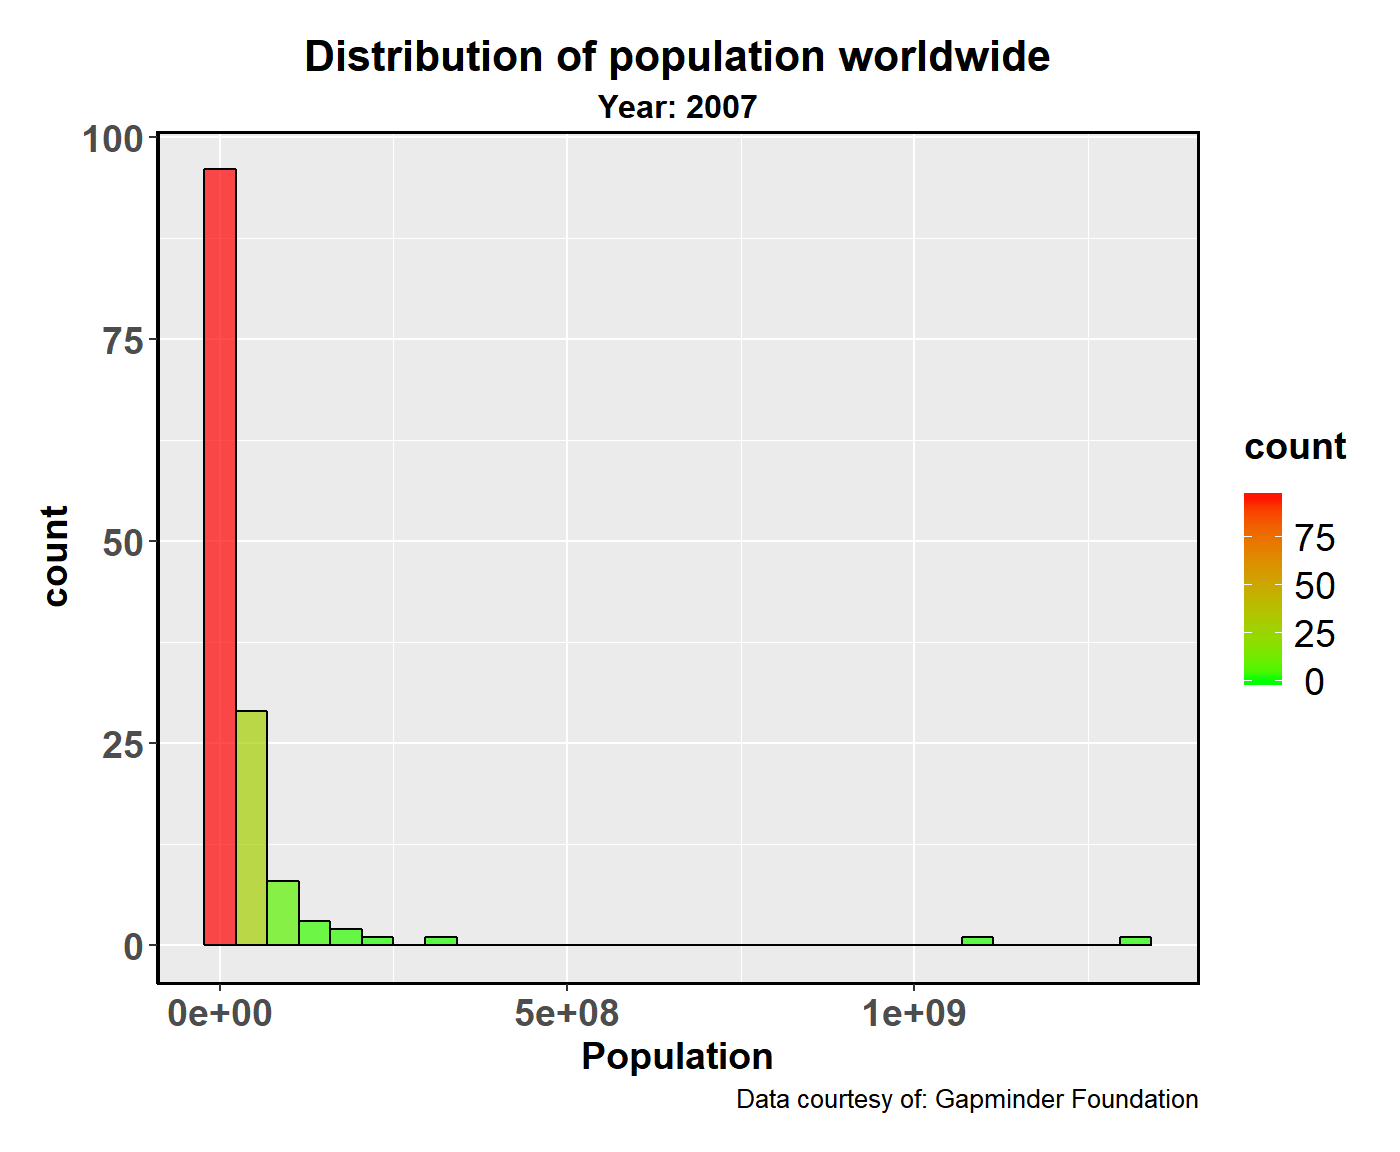 Distribution of population worldwide
Year: 2007
100
75
50
25
0
count
0e+00 5e+08 1e+09
Population
Data courtesy of: Gapminder Foundation
count
75
50
25
0